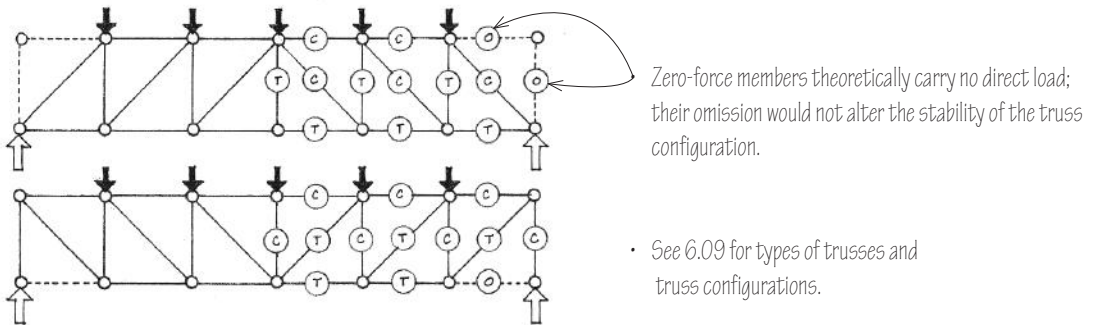 C C O
T C T C T C O
T T T
Zero-force members theoretically carry no direct load;
their omission would not alter the stability of the truss
configuration.
C C C
C T C T C T C
T T O
• See 6.09 for types of trusses and
truss configurations.